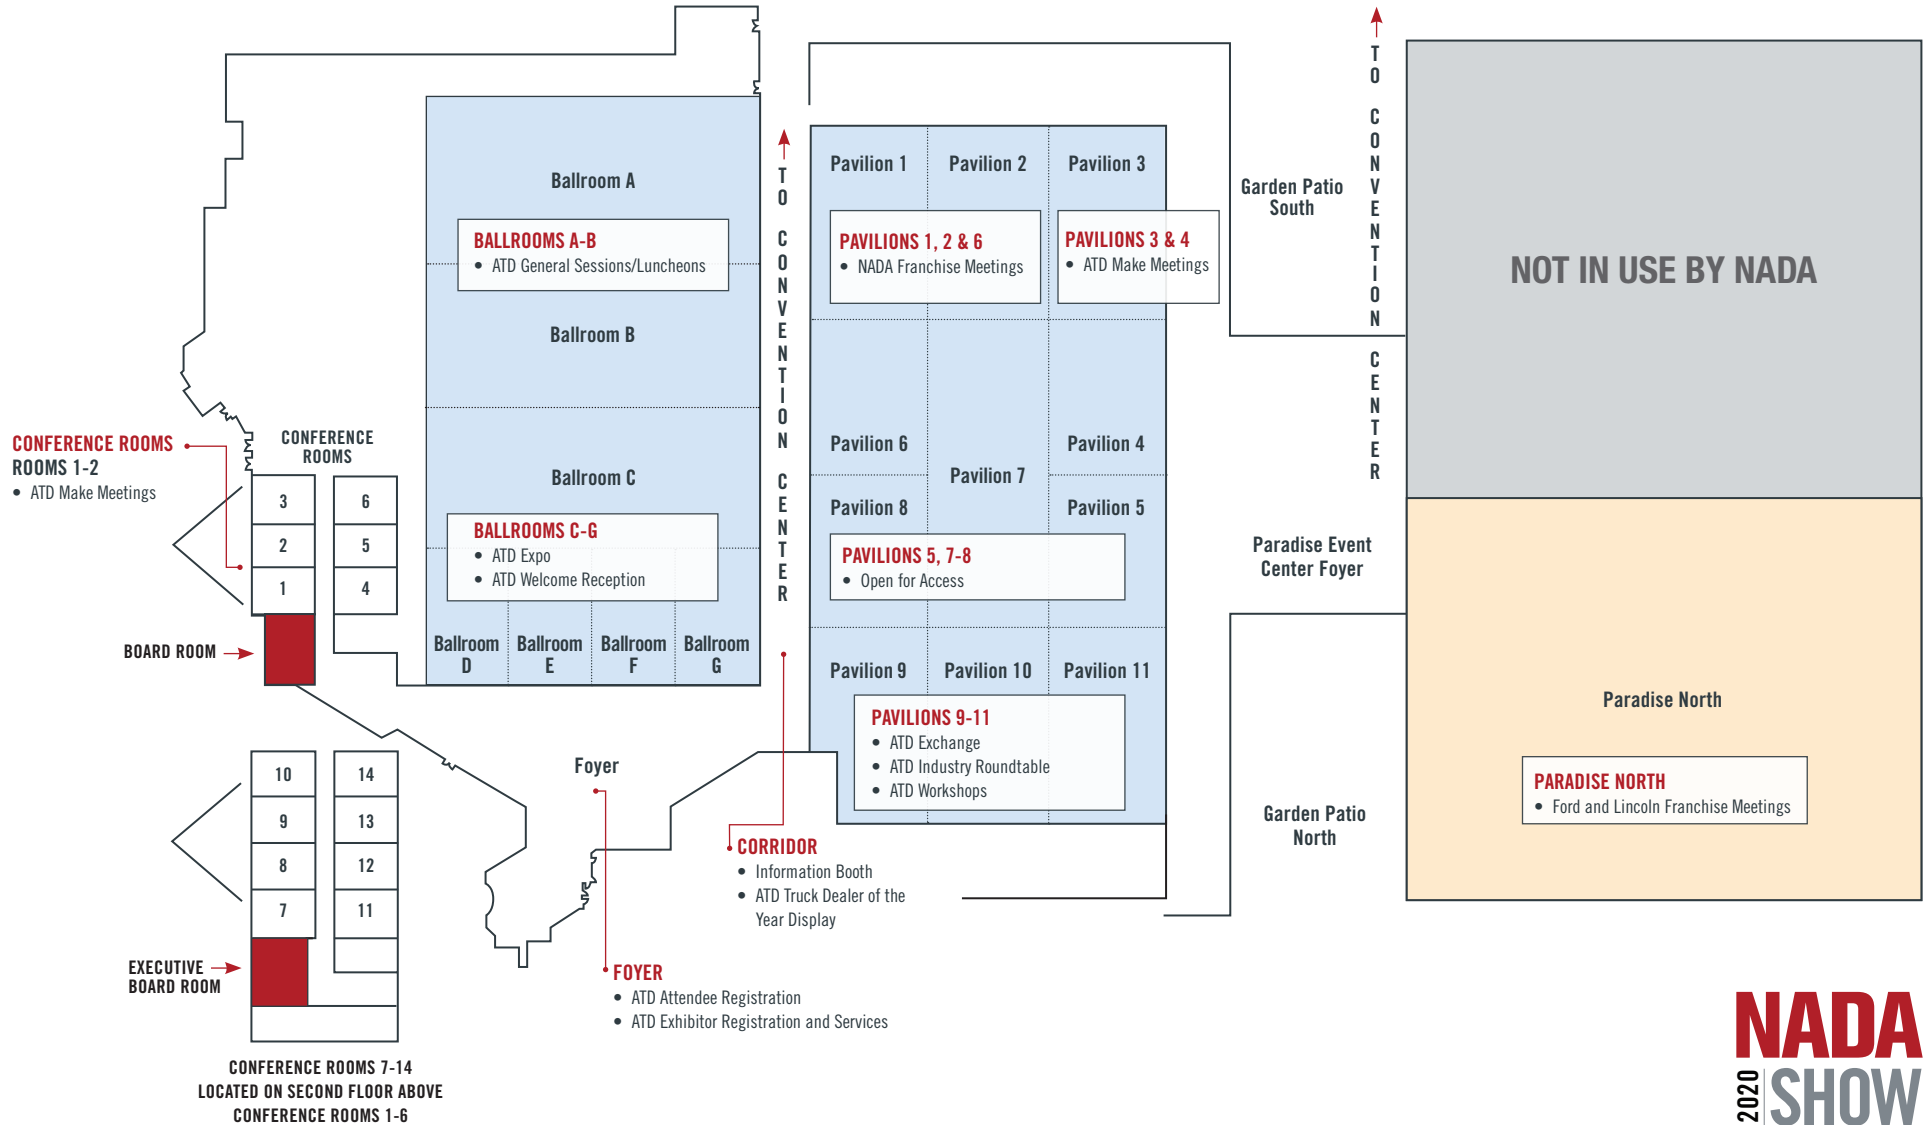 Ballroom A
BALLROOMS A-B
• ATD General Sessions/Luncheons
Ballroom B
Ballroom C
BALLROOMS C-G
• ATD Expo
• ATD Welcome Reception
Ballroom
D
Ballroom
E
Ballroom
F
Ballroom
G
TO CONVENTION CENTER
Pavilion 1
Pavilion 2
Pavilion 3
PAVILIONS 1, 2 & 6
• NADA Franchise Meetings
PAVILIONS 3 & 4
• ATD Make Meetings
Pavilion 6
Pavilion 7
Pavilion 4
Pavilion 8
Pavilion 5
PAVILIONS 5, 7-8
• Open for Access
Pavilion 9
Pavilion 10
Pavilion 11
PAVILIONS 9-11
• ATD Exchange
• ATD Industry Roundtable
• ATD Workshops
Garden Patio
South
TO CONVENTION CENTER
Paradise Event
Center Foyer
Garden Patio
North
NOT IN USE BY NADA
Paradise North
PARADISE NORTH
• Ford and Lincoln Franchise Meetings
CONFERENCE ROOMS
ROOMS 1-2
• ATD Make Meetings
CONFERENCE
ROOMS
3
6
2
5
1
4
BOARD ROOM
10
14
9
13
8
12
7
11
EXECUTIVE
BOARD ROOM
CONFERENCE ROOMS 7-14
LOCATED ON SECOND FLOOR ABOVE
CONFERENCE ROOMS 1-6
Foyer
CORRIDOR
• Information Booth
• ATD Truck Dealer of the
Year Display
FOYER
• ATD Attendee Registration
• ATD Exhibitor Registration and Services
NADA
2020
SHOW